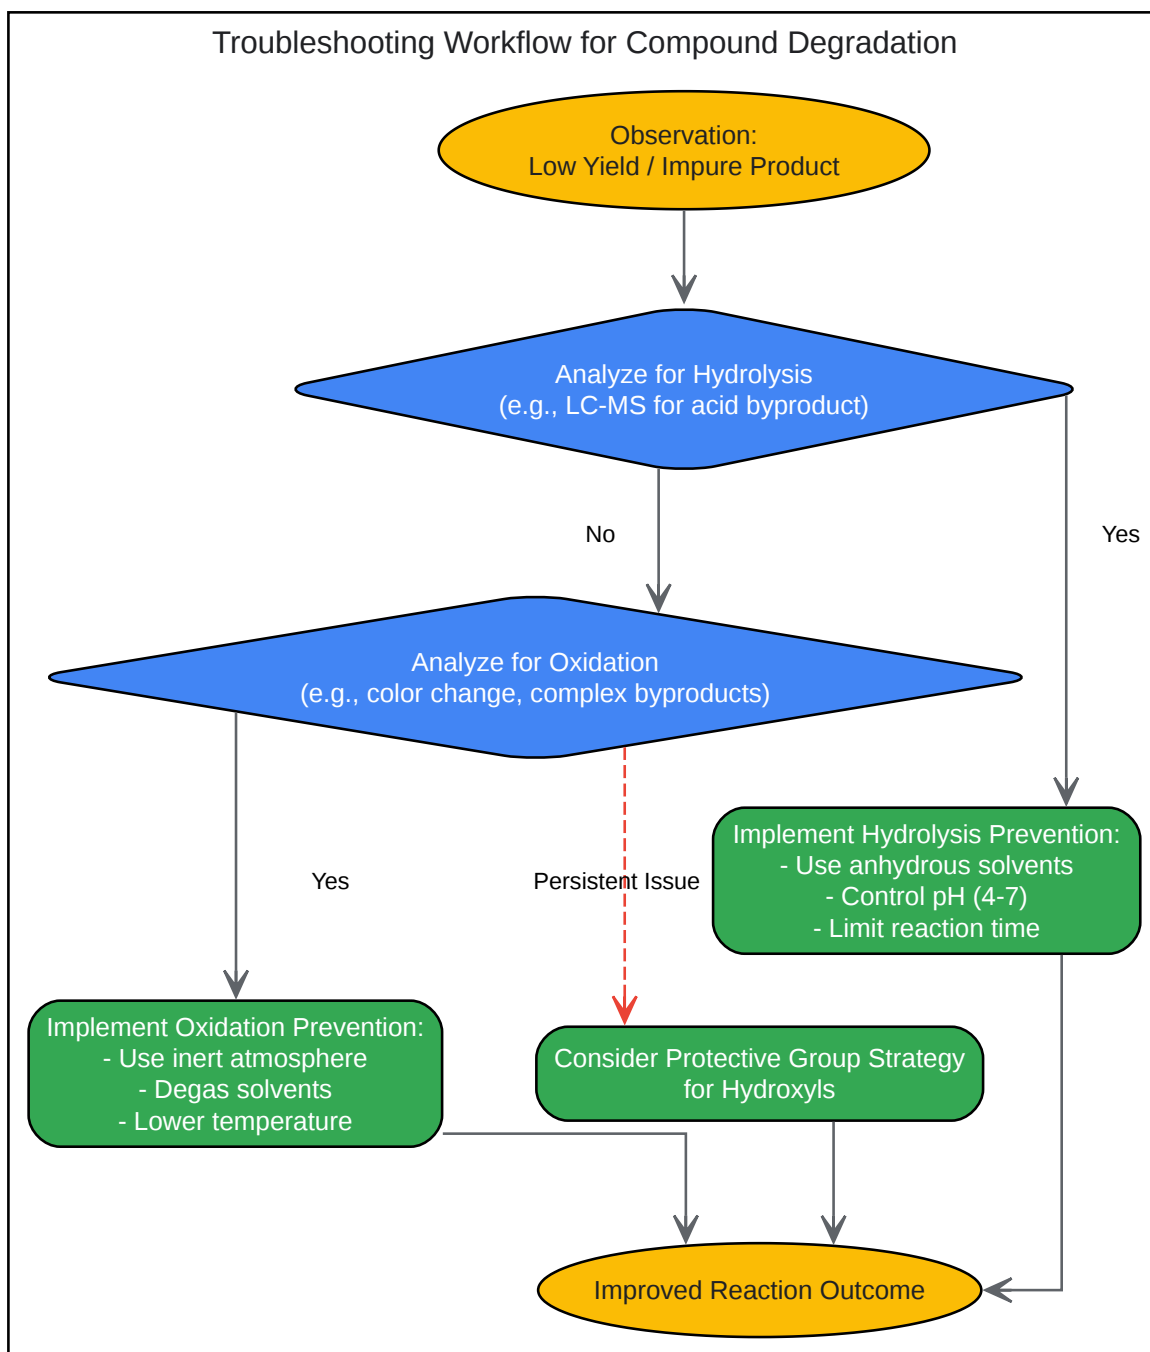 Troubleshooting Workflow for Compound Degradation
Observation:
Low Yield / Impure Product
Analyze for Hydrolysis
(e.g., LC-MS for acid byproduct)
No
Yes
Analyze for Oxidation
(e.g., color change, complex byproducts)
Implement Hydrolysis Prevention:
- Use anhydrous solvents
- Control pH (4-7)
- Limit reaction time
Yes
Persistent Issue
Implement Oxidation Prevention:
- Use inert atmosphere
- Degas solvents
- Lower temperature
Consider Protective Group Strategy
for Hydroxyls
Improved Reaction Outcome